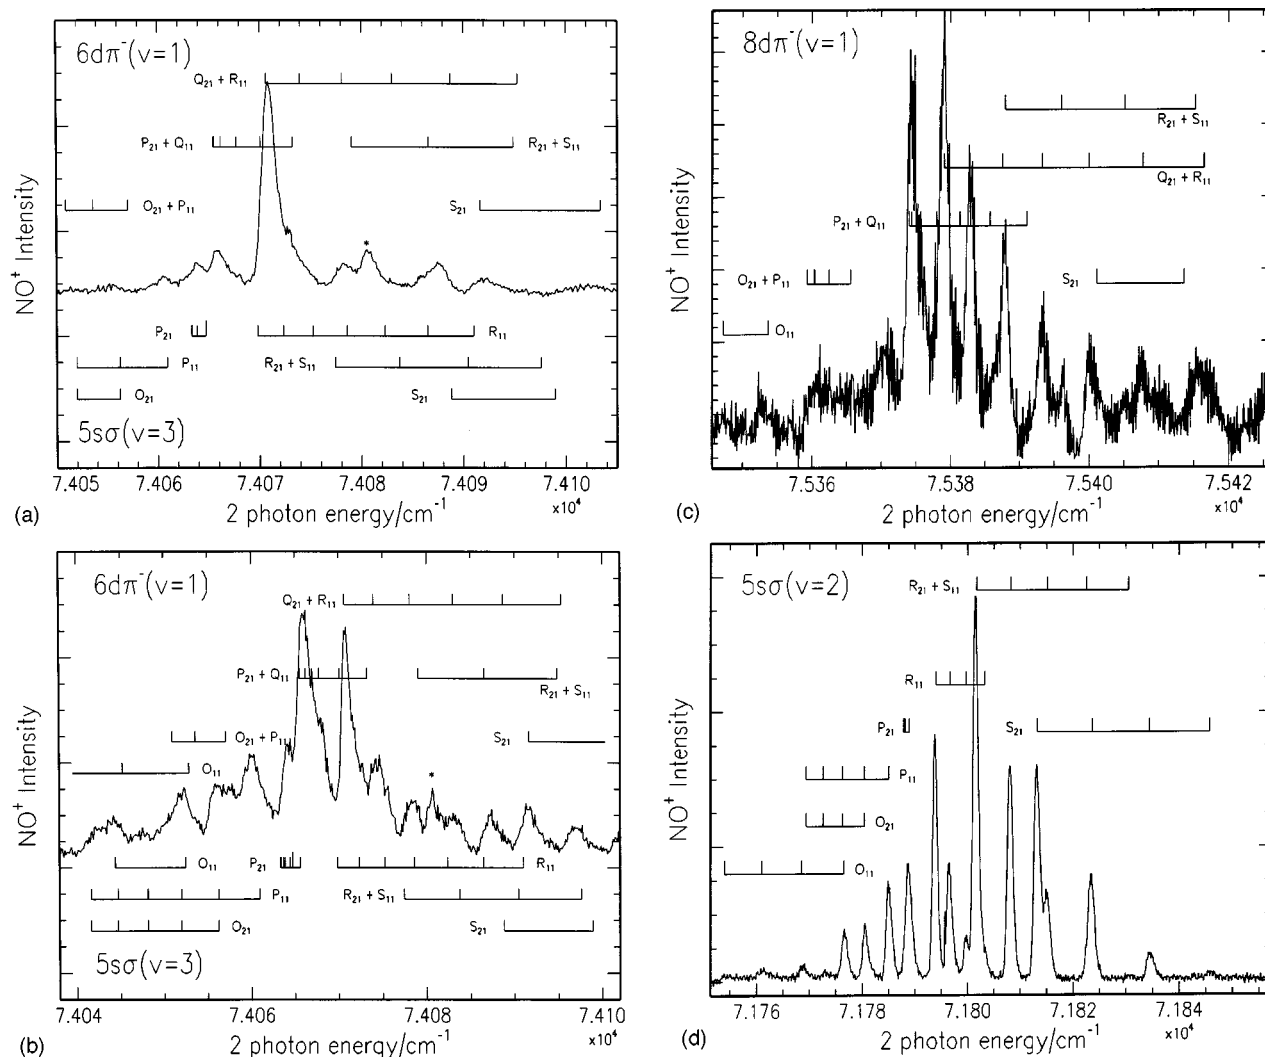 6dπ⁻(v=1)
Q₂₁ + R₁₁
P₂₁ + Q₁₁
R₂₁ + S₁₁
O₂₁ + P₁₁
S₂₁
*
NO⁺ Intensity
P₂₁
R₁₁
P₁₁
R₂₁ + S₁₁
O₂₁
S₂₁
5sσ(v=3)
7.405 7.406 7.407 7.408 7.409 7.410
×10⁴
(a)
2 photon energy/cm⁻¹
6dπ⁻(v=1)
Q₂₁ + R₁₁
P₂₁ + Q₁₁
R₂₁ + S₁₁
O₂₁ + P₁₁
S₂₁
O₁₁
*
NO⁺ Intensity
O₁₁
P₂₁
R₁₁
P₁₁
R₂₁ + S₁₁
O₂₁
S₂₁
5sσ(v=3)
7.404 7.406 7.408 7.410
×10⁴
(b)
2 photon energy/cm⁻¹
8dπ⁻(v=1)
R₂₁ + S₁₁
Q₂₁ + R₁₁
P₂₁ + Q₁₁
O₂₁ + P₁₁
S₂₁
O₁₁
NO⁺ Intensity
7.536 7.538 7.540 7.542
×10⁴
(c)
2 photon energy/cm⁻¹
5sσ(v=2)
R₂₁ + S₁₁
R₁₁
P₂₁
S₂₁
P₁₁
O₂₁
O₁₁
NO⁺ Intensity
7.176 7.178 7.180 7.182 7.184
×10⁴
(d)
2 photon energy/cm⁻¹